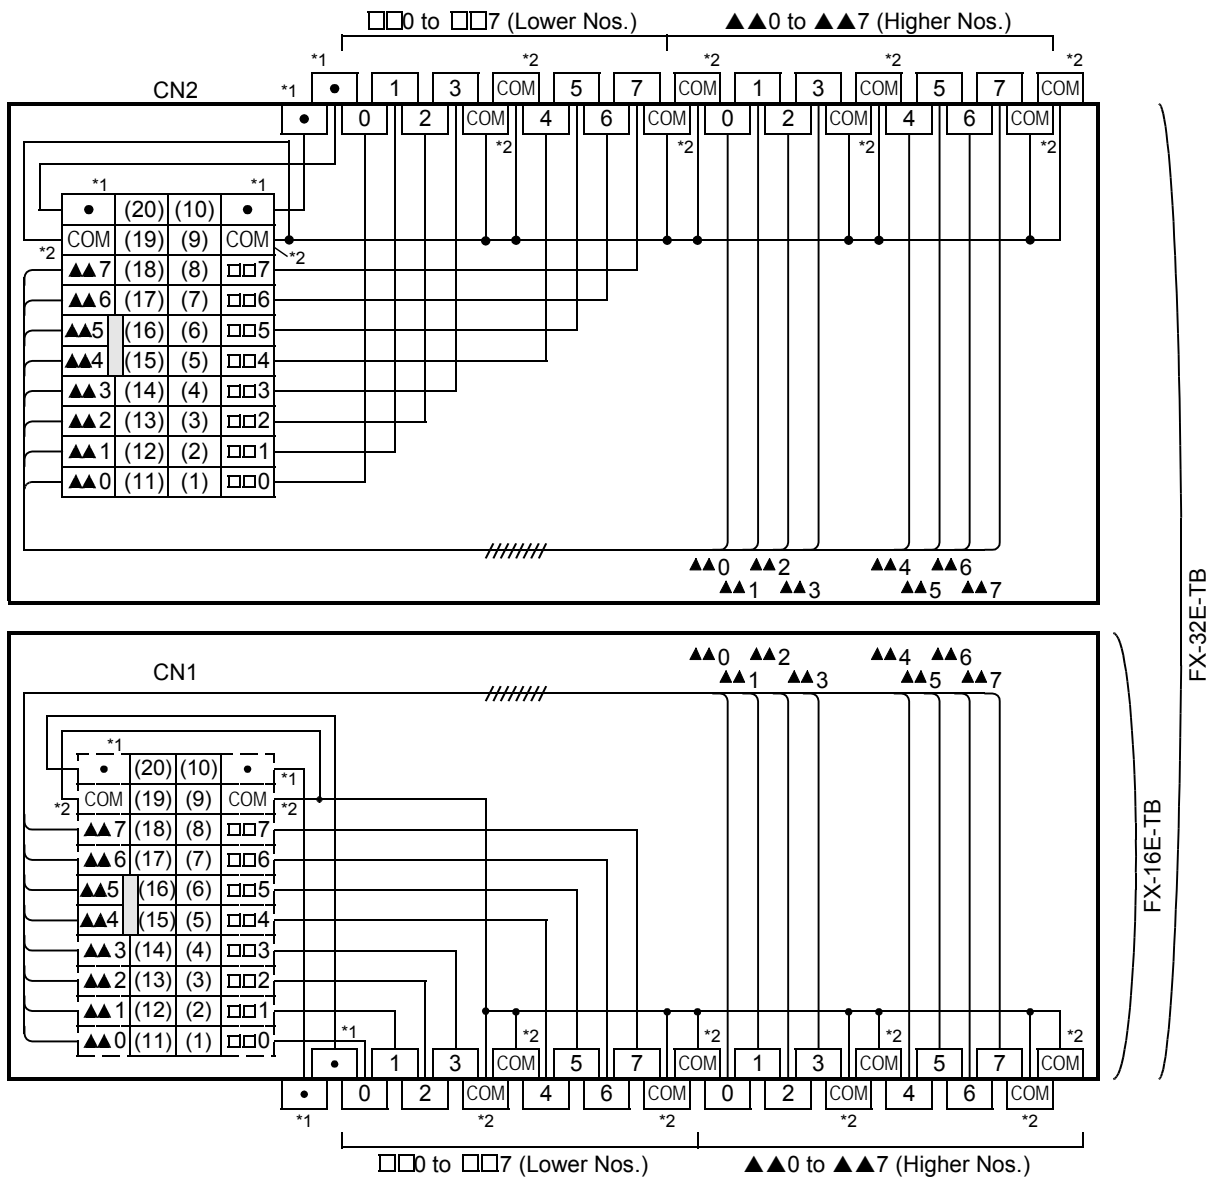 □□0 to □□7 (Lower Nos.) ▲▲0 to ▲▲7 (Higher Nos.)
*1 *2 *2 *2 *2
CN2 *1 • 1 3 COM 5 7 COM 1 3 COM 5 7 COM
• 0 2 COM 4 6 COM 0 2 COM 4 6 COM
*2 *2 *2 *2
*1 *1
• (20) (10) •
COM (19) (9) COM
*2 *2
▲▲7 (18) (8) □□7
▲▲6 (17) (7) □□6
▲▲5 (16) (6) □□5
▲▲4 (15) (5) □□4
▲▲3 (14) (4) □□3
▲▲2 (13) (3) □□2
▲▲1 (12) (2) □□1
▲▲0 (11) (1) □□0
▲▲0 ▲▲2 ▲▲4 ▲▲6
▲▲1 ▲▲3 ▲▲5 ▲▲7
FX-32E-TB
CN1
▲▲0 ▲▲2 ▲▲4 ▲▲6
▲▲1 ▲▲3 ▲▲5 ▲▲7
*1
• (20) (10) • *1
COM (19) (9) COM
*2 *2
▲▲7 (18) (8) □□7
▲▲6 (17) (7) □□6
▲▲5 (16) (6) □□5
▲▲4 (15) (5) □□4
▲▲3 (14) (4) □□3
▲▲2 (13) (3) □□2
▲▲1 (12) (2) □□1
▲▲0 (11) (1) □□0
FX-16E-TB
*1 *2 *2 *2 *2
• 1 3 COM 5 7 COM 1 3 COM 5 7 COM
• 0 2 COM 4 6 COM 0 2 COM 4 6 COM
*1 *2 *2 *2 *2
□□0 to □□7 (Lower Nos.) ▲▲0 to ▲▲7 (Higher Nos.)